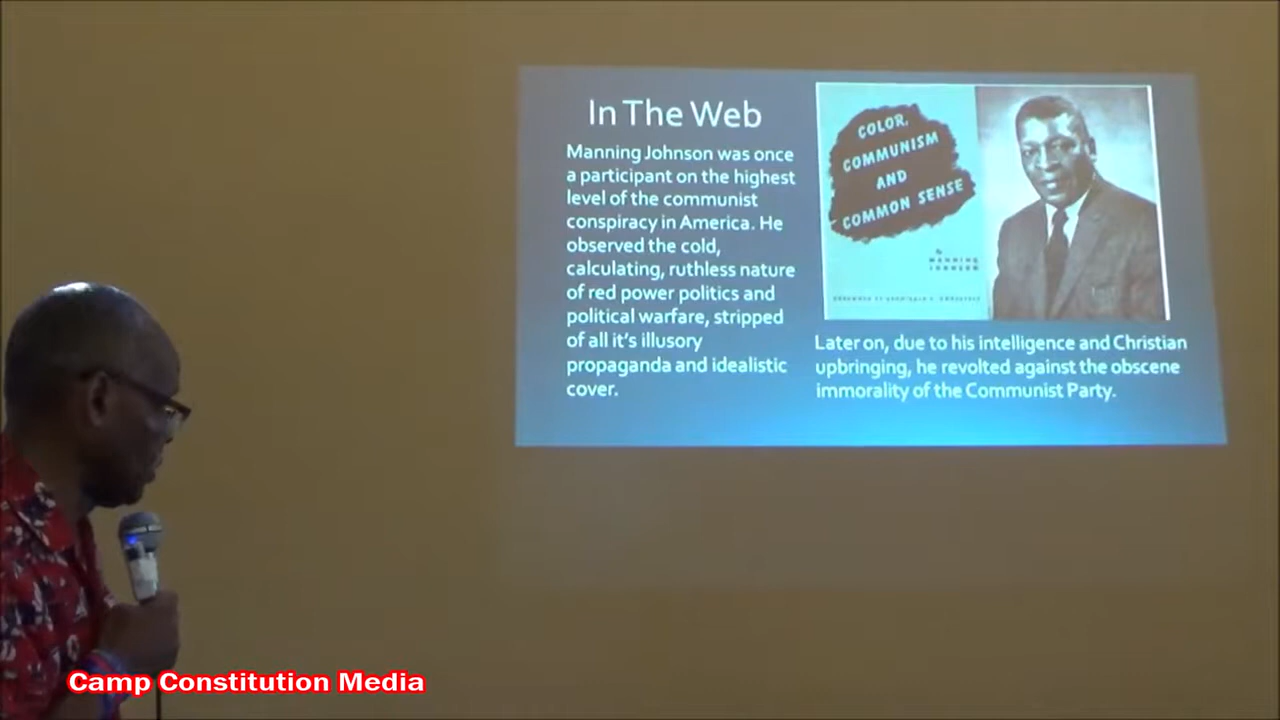 In The Web
Manning Johnson was once
a participant on the highest
level of the communist
conspiracy in America. He
observed the cold,
calculating, ruthless nature
of red power politics and
political warfare, stripped
of all it's illusory
propaganda and idealistic
cover.
COLOR,
COMMUNISM
AND
COMMON SENSE
by
MANNING
JOHNSON
Later on, due to his intelligence and Christian
upbringing, he revolted against the obscene
immorality of the Communist Party.
Camp Constitution Media